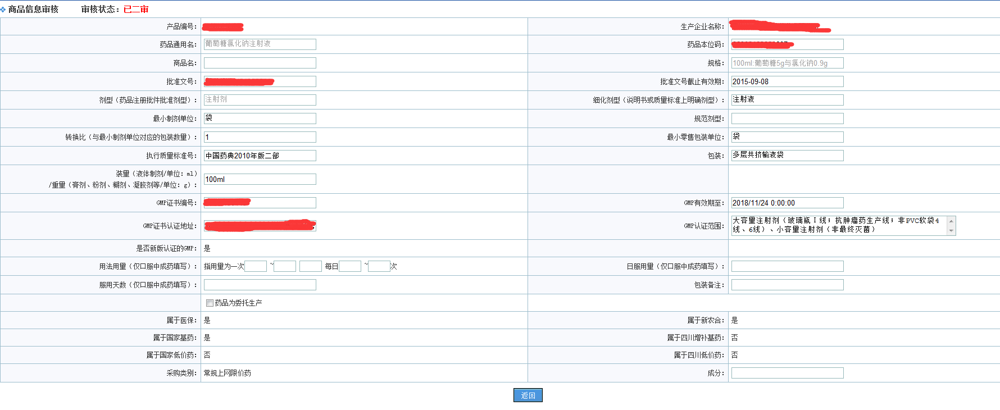 商品信息审核 审核状态：已二审
产品编号： 生产企业名称：
药品通用名： 葡萄糖氯化钠注射液 药品本位码：
商品名： 规格： 100ml:葡萄糖5g与氯化钠0.9g
批准文号： 批准文号截止有效期： 2015-09-08
剂型（药品注册批件批准剂型）： 注射剂 细化剂型（说明书或质量标准上明确剂型）： 注射液
最小制剂单位： 袋 规范剂型：
转换比（与最小制剂单位对应的包装数量）： 1 最小零售包装单位： 袋
执行质量标准号： 中国药典2010年版二部 包装： 多层共挤输液袋
装量（液体制剂/单位：ml）
/重量（膏剂、粉剂、糊剂、凝胶剂等/单位：g）： 100ml
GMP证书编号： GMP有效期至： 2018/11/24 0:00:00
GMP证书认证地址： GMP认证范围： 大容量注射剂（玻璃瓶Ⅰ线；抗肿瘤药生产线；非PVC软袋4
线、6线）、小容量注射剂（非最终灭菌）
是否新版认证的GMP： 是
用法用量（仅口服中成药填写）： 指用量为一次 ~ 每日 ~ 次 日服用量（仅口服中成药填写）：
服用天数（仅口服中成药填写）： 包装备注：
药品为委托生产
属于医保： 是 属于新农合： 是
属于国家基药： 是 属于四川增补基药： 否
属于国家低价药： 否 属于四川低价药： 否
采购类别： 常规上网限价药 成分：
返回